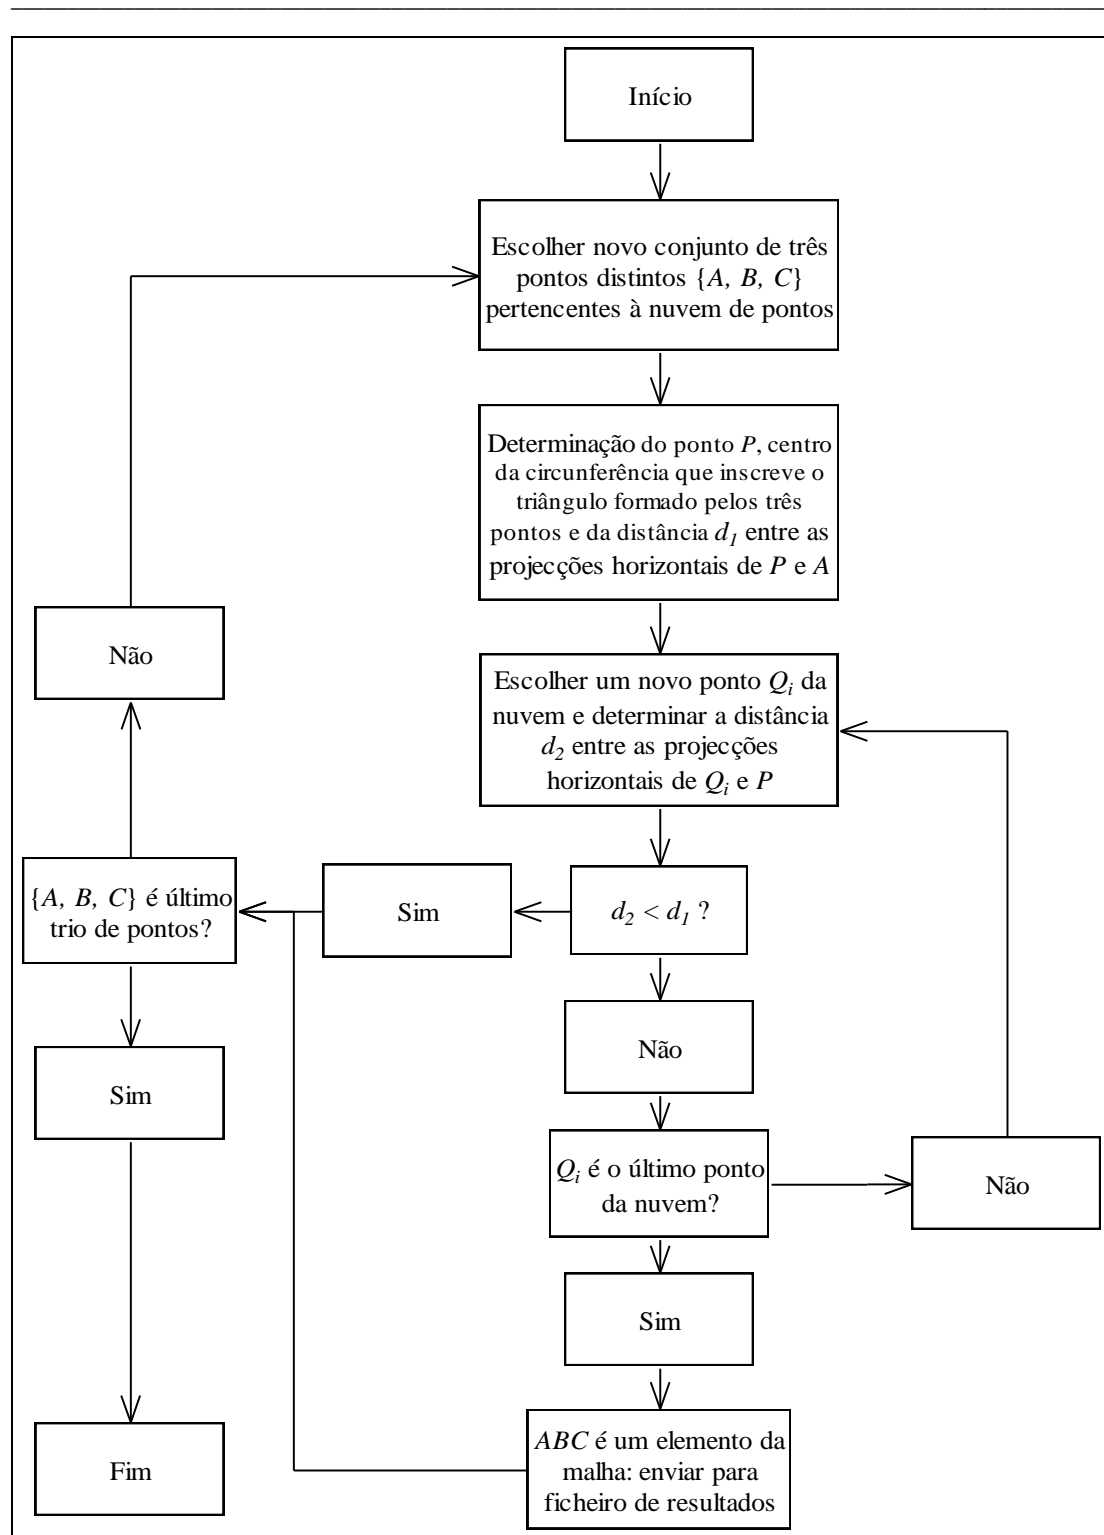 Início
Escolher novo conjunto de três
pontos distintos {A, B, C}
pertencentes à nuvem de pontos
Determinação do ponto P, centro
da circunferência que inscreve o
triângulo formado pelos três
pontos e da distância d1 entre as
projecções horizontais de P e A
Não
Escolher um novo ponto Qi da
nuvem e determinar a distância
d2 entre as projecções
horizontais de Qi e P
{A, B, C} é último
trio de pontos?
Sim
d2 < d1 ?
Não
Sim
Qi é o último ponto
da nuvem?
Não
Sim
ABC é um elemento da
malha: enviar para
ficheiro de resultados
Fim